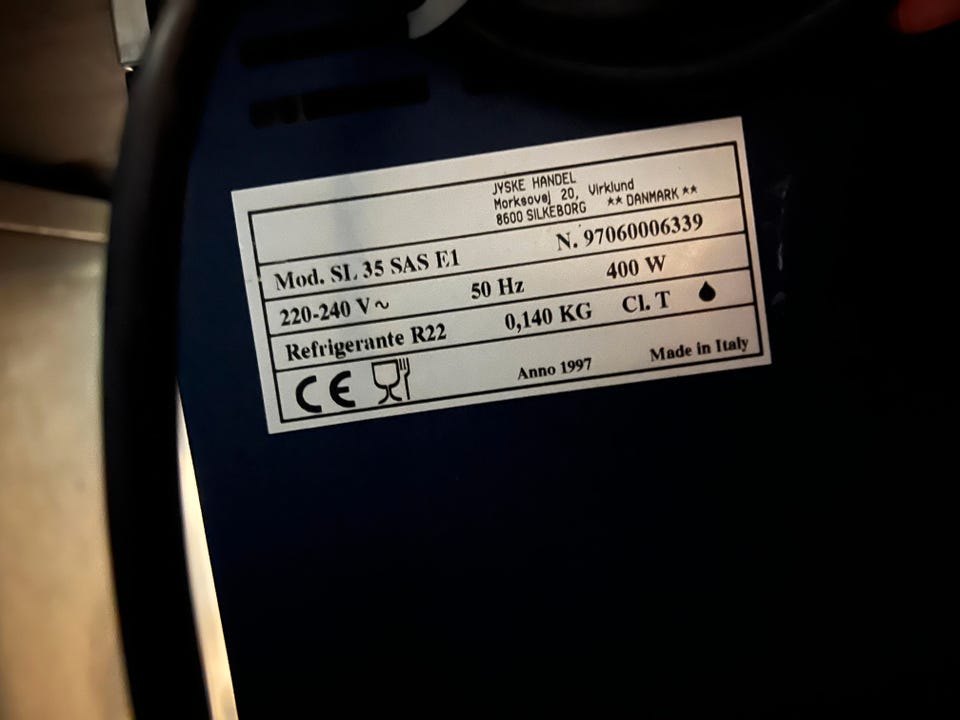 JYSKE HANDEL
Morksovej 20, Virklund
8600 SILKEBORG ** DANMARK **
Mod. SL 35 SAS E1 N. 97060006339
220-240 V ~ 50 Hz 400 W
Refrigerante R22 0,140 KG Cl. T
CE Anno 1997 Made in Italy